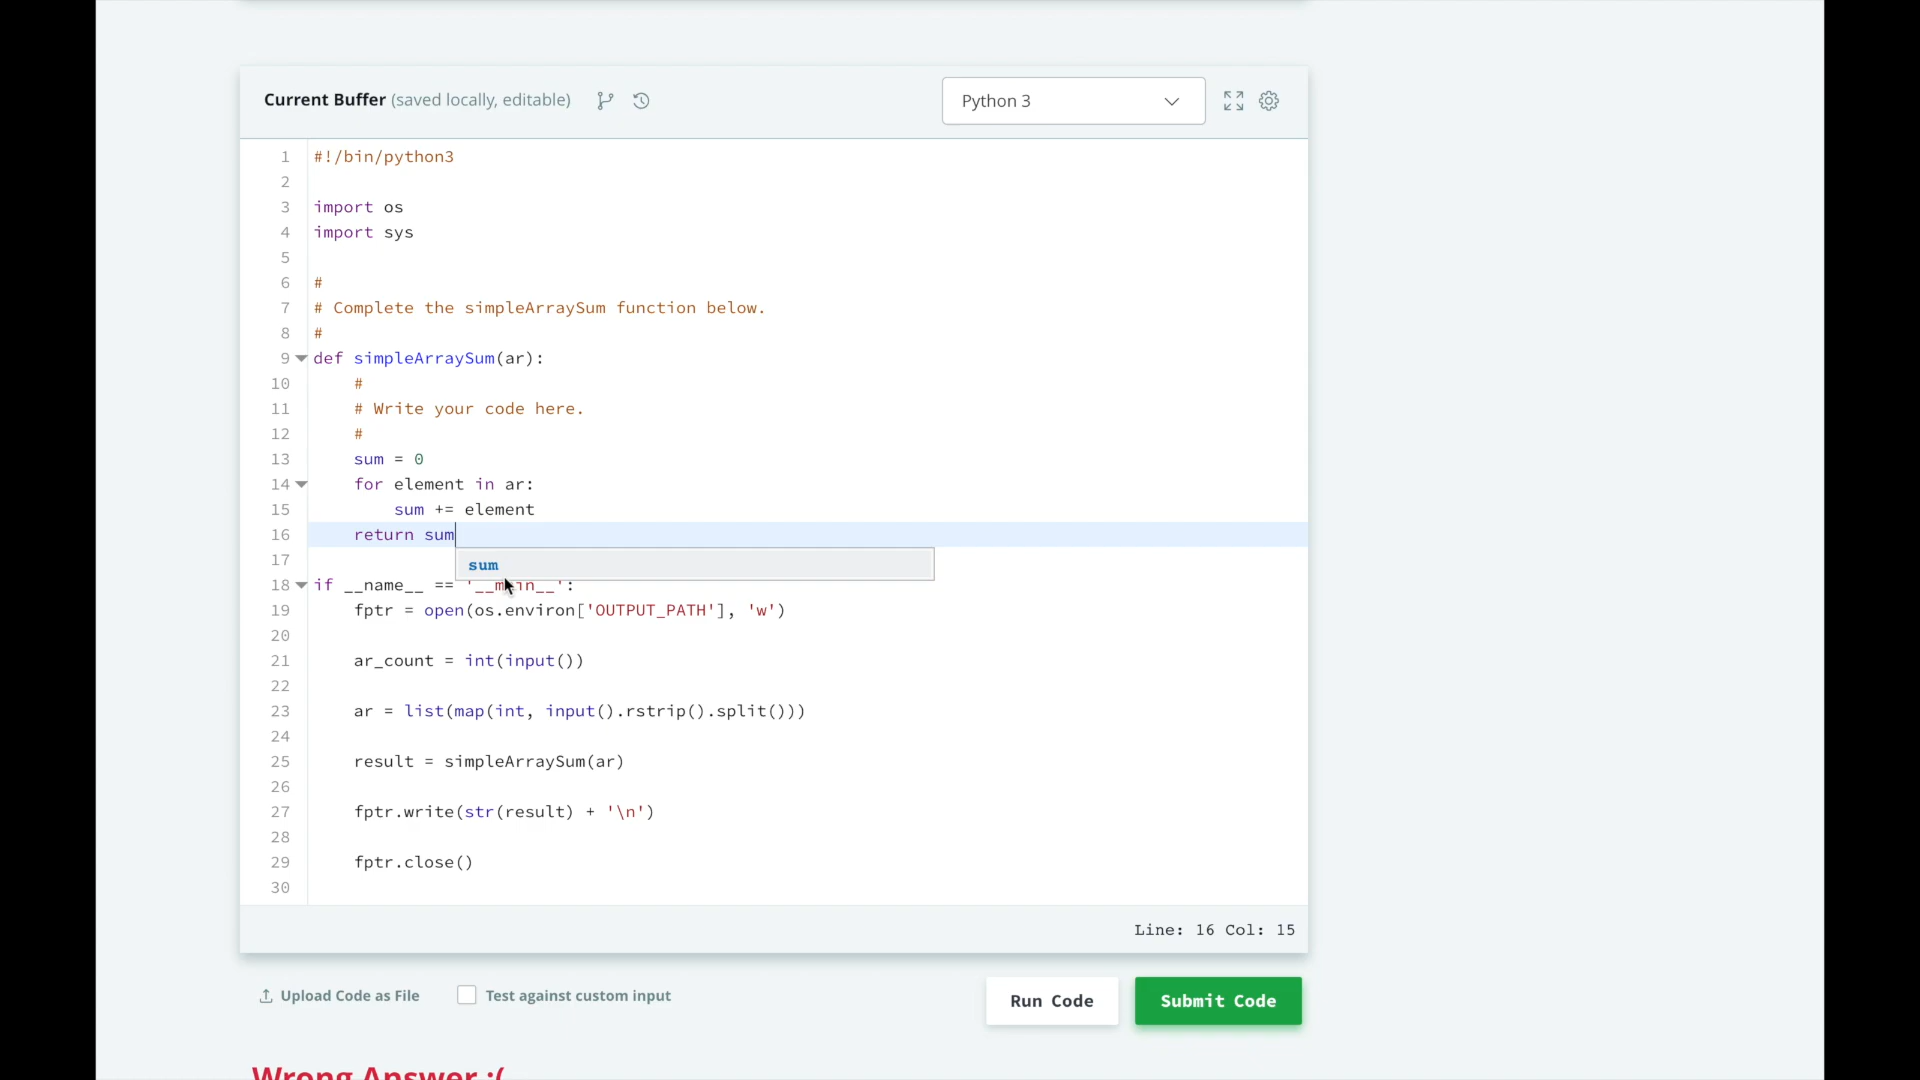 Current Buffer (saved locally, editable)
Python 3
1 #!/bin/python3
2
3 import os
4 import sys
5
6 #
7 # Complete the simpleArraySum function below.
8 #
9 def simpleArraySum(ar):
10 #
11 # Write your code here.
12 #
13 sum = 0
14 for element in ar:
15 sum += element
16 return sum
17
sum
18 if __name__ == '__main__':
19 fptr = open(os.environ['OUTPUT_PATH'], 'w')
20
21 ar_count = int(input())
22
23 ar = list(map(int, input().rstrip().split()))
24
25 result = simpleArraySum(ar)
26
27 fptr.write(str(result) + '\n')
28
29 fptr.close()
30
Line: 16 Col: 15
Upload Code as File
Test against custom input
Run Code
Submit Code
Wrong Answer :(